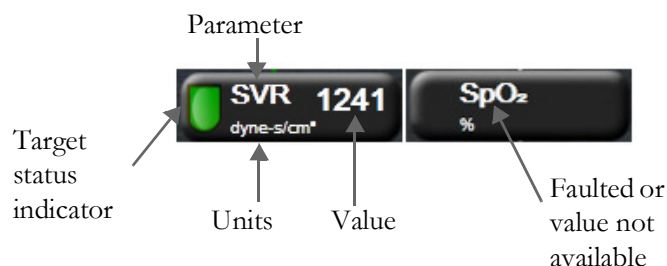 Parameter
SVR 1241
dyne-s/cm⁵
SpO₂
%
Target
status
indicator
Units
Value
Faulted or
value not
available